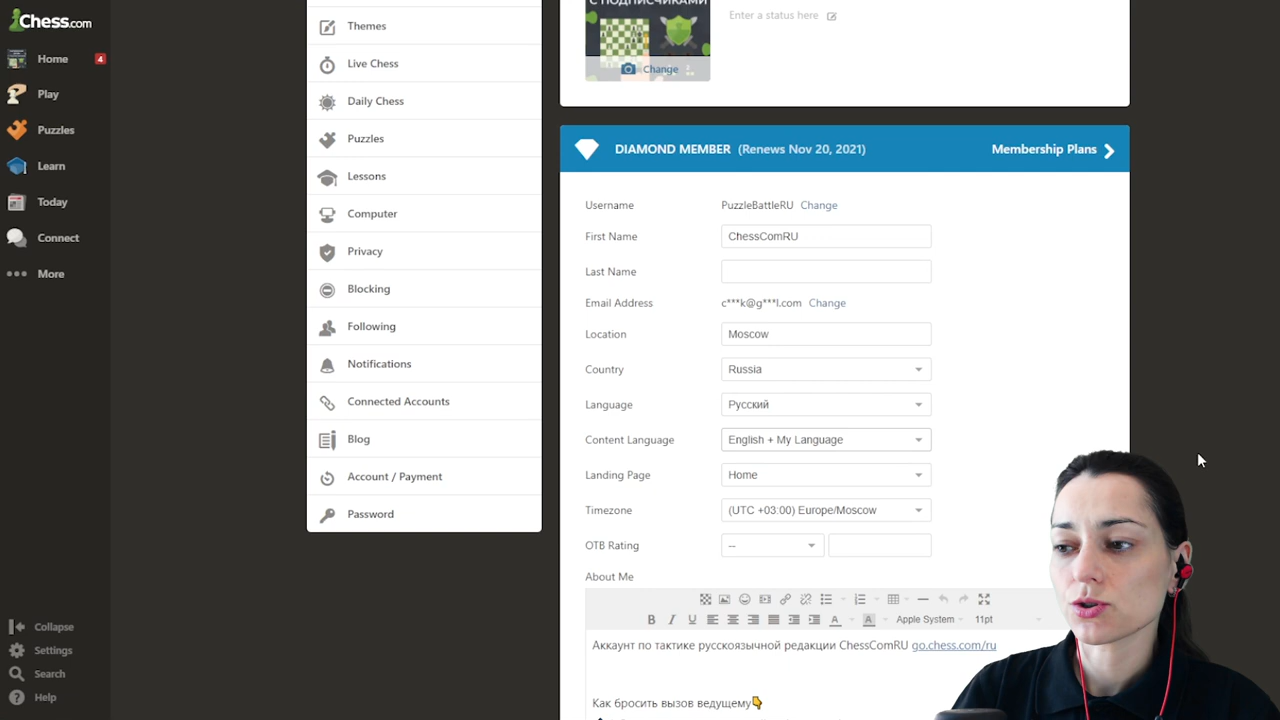 Chess.com
Home 4
Play
Puzzles
Learn
Today
Connect
More
Collapse
Settings
Search
Help
Themes
Live Chess
Daily Chess
Puzzles
Lessons
Computer
Privacy
Blocking
Following
Notifications
Connected Accounts
Blog
Account / Payment
Password
С ПОДПИСЧИКАМИ
Change
Enter a status here
DIAMOND MEMBER (Renews Nov 20, 2021) Membership Plans
Username PuzzleBattleRU Change
First Name ChessComRU
Last Name
Email Address c***k@g***l.com Change
Location Moscow
Country Russia
Language Русский
Content Language English + My Language
Landing Page Home
Timezone (UTC +03:00) Europe/Moscow
OTB Rating --
About Me
B I U A A Apple System 11pt
Аккаунт по тактике русскоязычной редакции ChessComRU go.chess.com/ru
Как бросить вызов ведущему👇